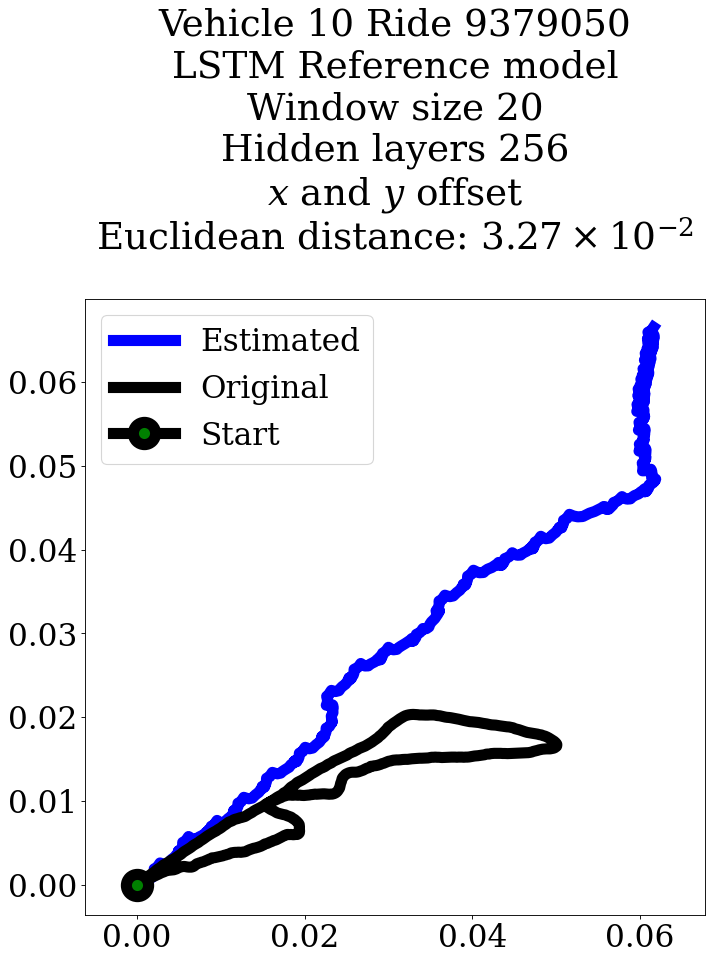 Vehicle 10 Ride 9379050
LSTM Reference model
Window size 20
Hidden layers 256
x and y offset
Euclidean distance: 3.27 × 10⁻²
Estimated
Original
Start
0.06
0.05
0.04
0.03
0.02
0.01
0.00
0.00 0.02 0.04 0.06